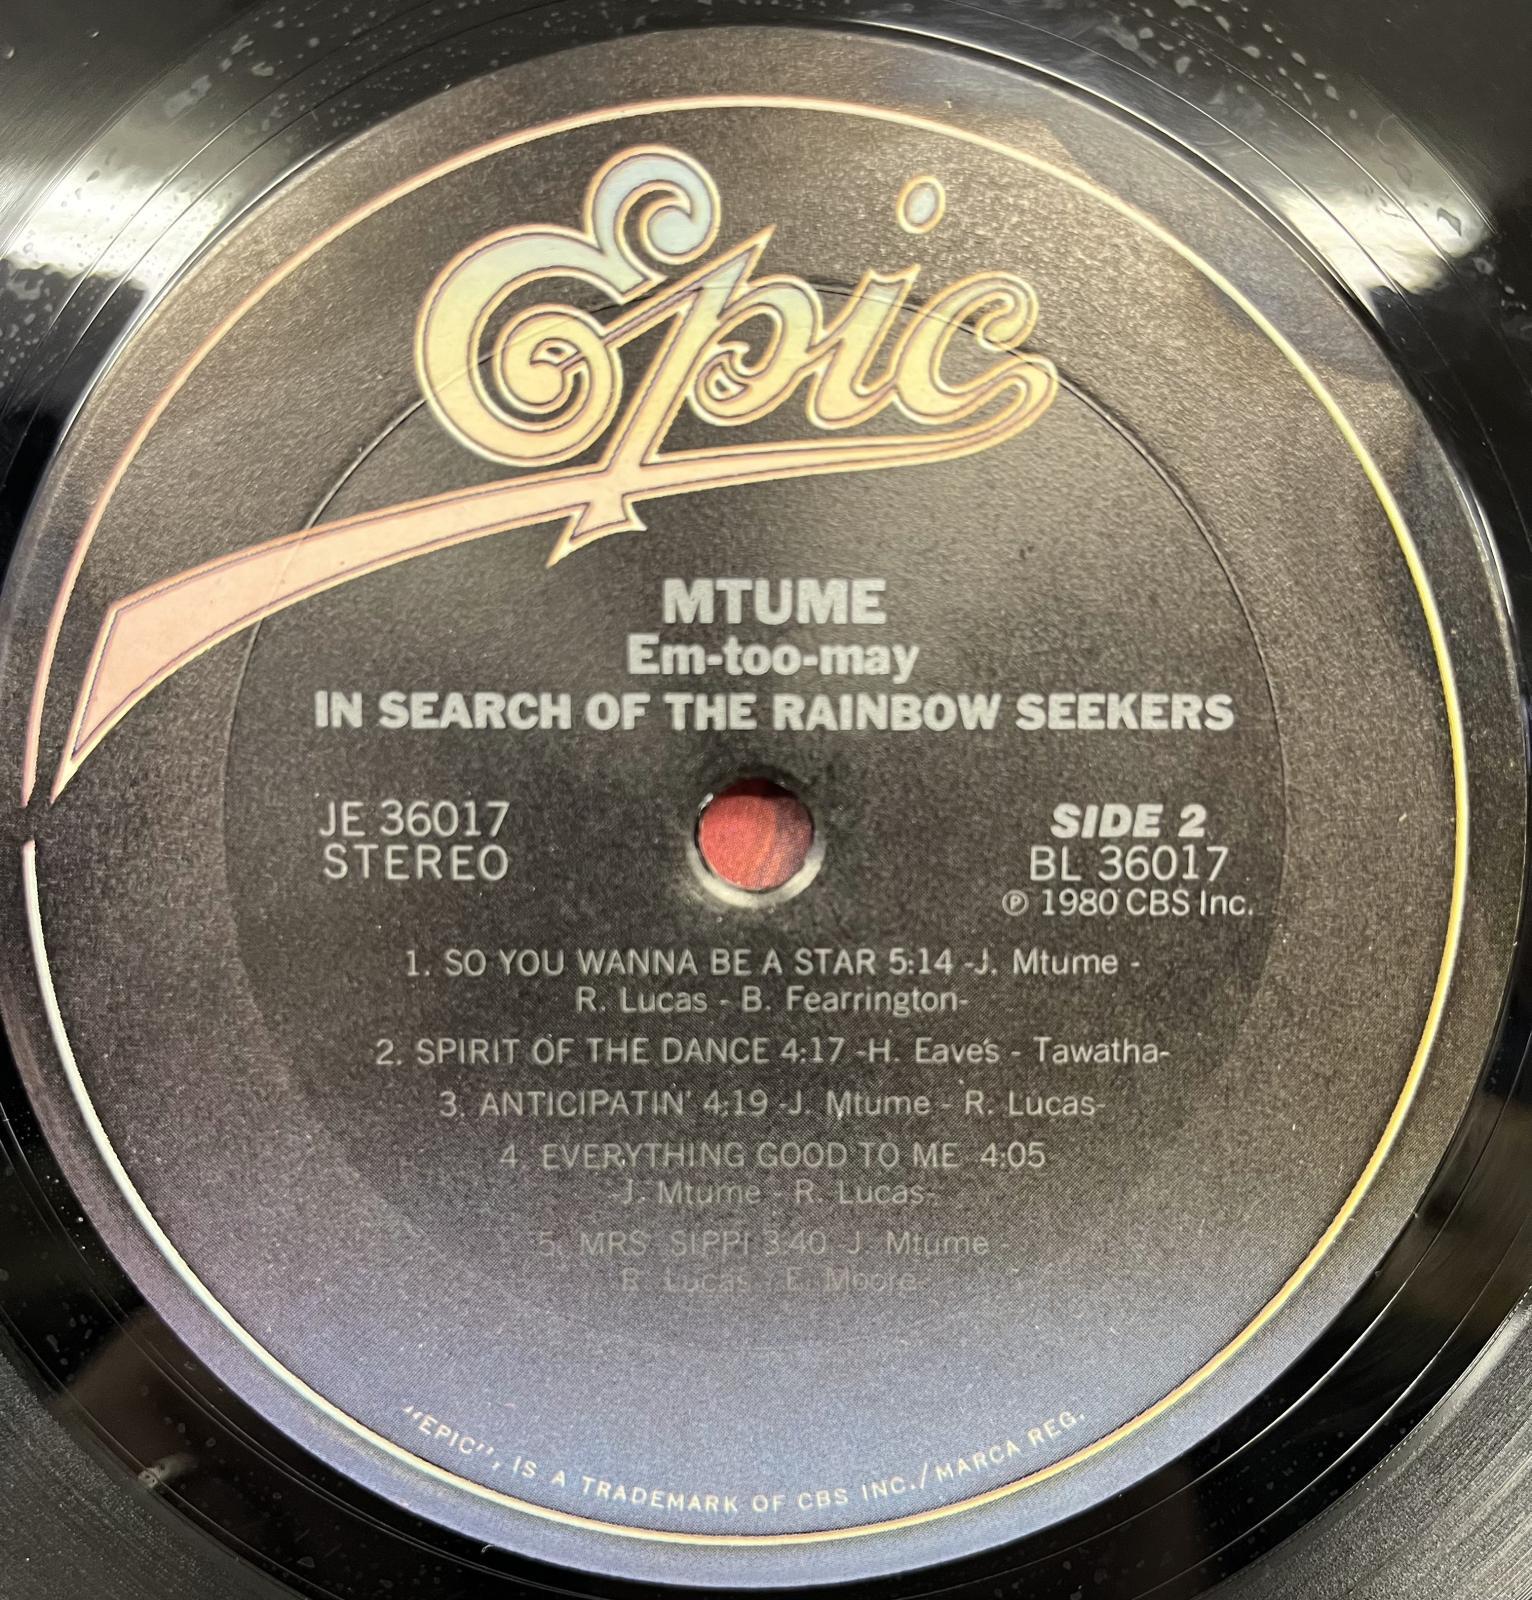 Epic
MTUME
Em-too-may
IN SEARCH OF THE RAINBOW SEEKERS
JE 36017
STEREO
SIDE 2
BL 36017
℗ 1980 CBS Inc.
1. SO YOU WANNA BE A STAR 5:14 -J. Mtume -
R. Lucas - B. Fearrington-
2. SPIRIT OF THE DANCE 4:17 -H. Eaves - Tawatha-
3. ANTICIPATIN' 4:19 -J. Mtume - R. Lucas-
4. EVERYTHING GOOD TO ME 4:05
-J. Mtume - R. Lucas-
5. MRS. SIPPI 3:40 -J. Mtume -
R. Lucas - E. Moore-
"EPIC", IS A TRADEMARK OF CBS INC./MARCA REG.